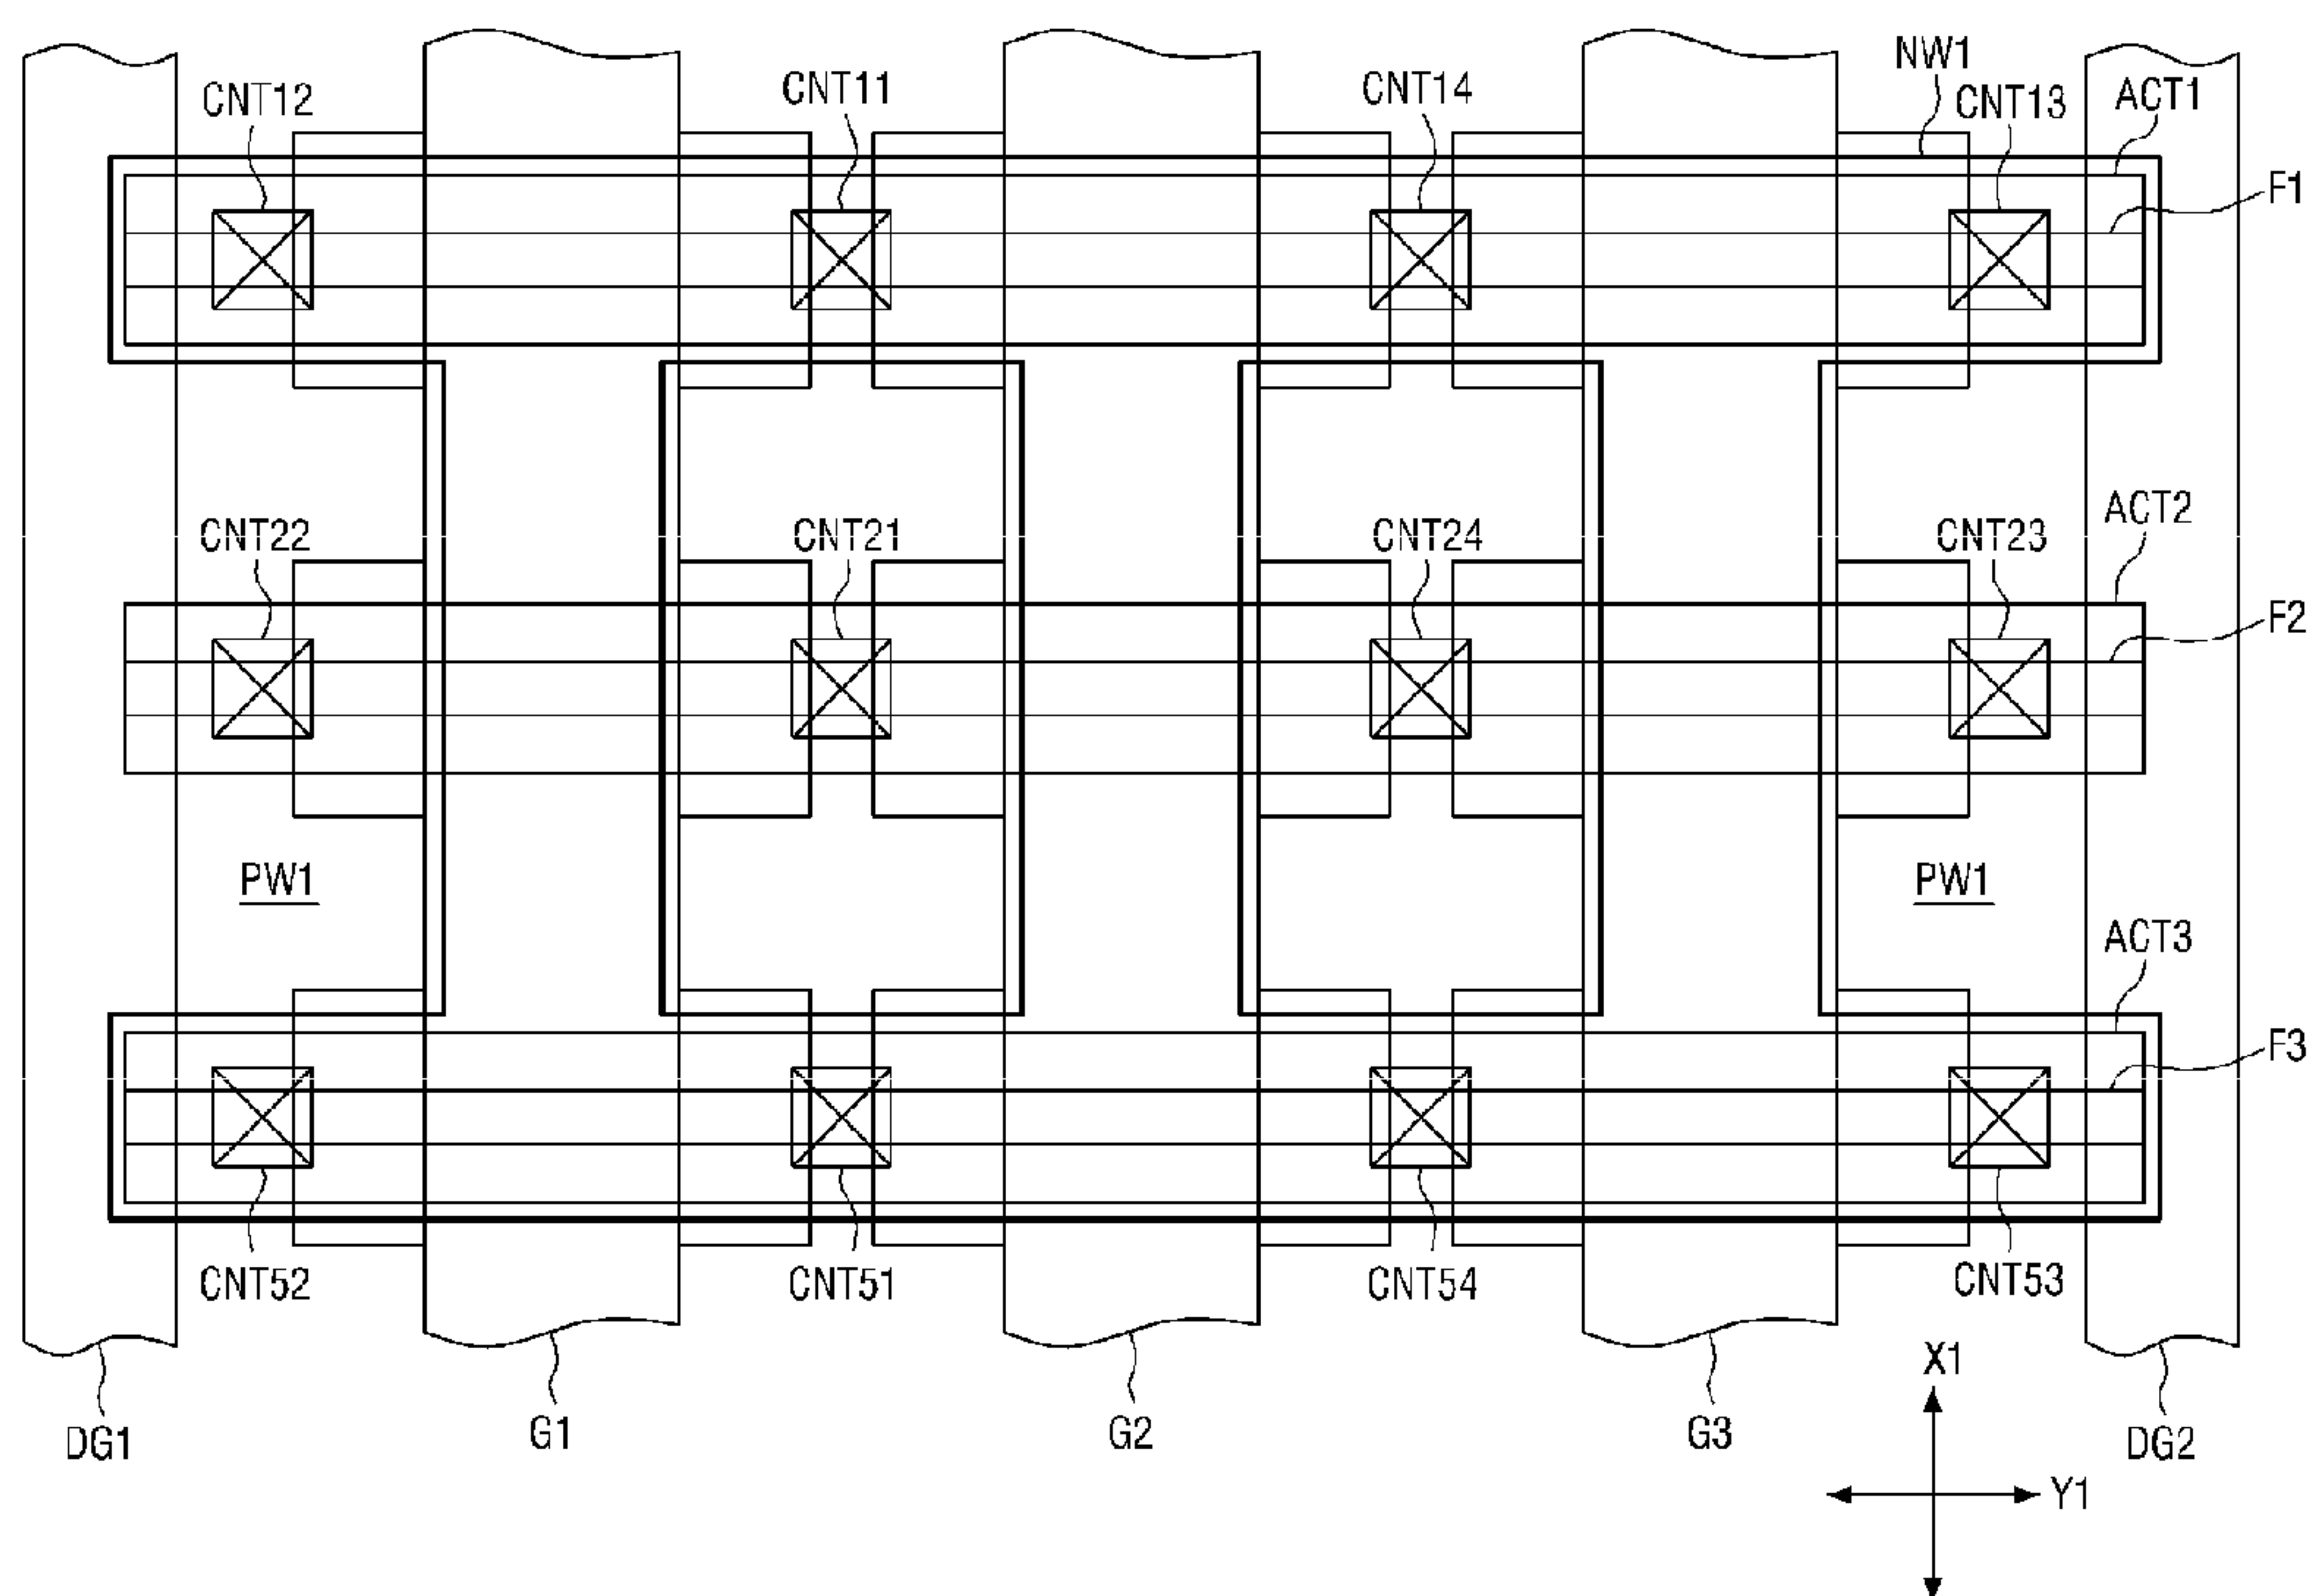 NW1
CNT12
CNT11
CNT14
CNT13
ACT1
F1
CNT22
CNT21
CNT24
CNT23
ACT2
F2
PW1
PW1
ACT3
F3
CNT52
CNT51
CNT54
CNT53
DG1
G1
G2
G3
DG2
X1
Y1